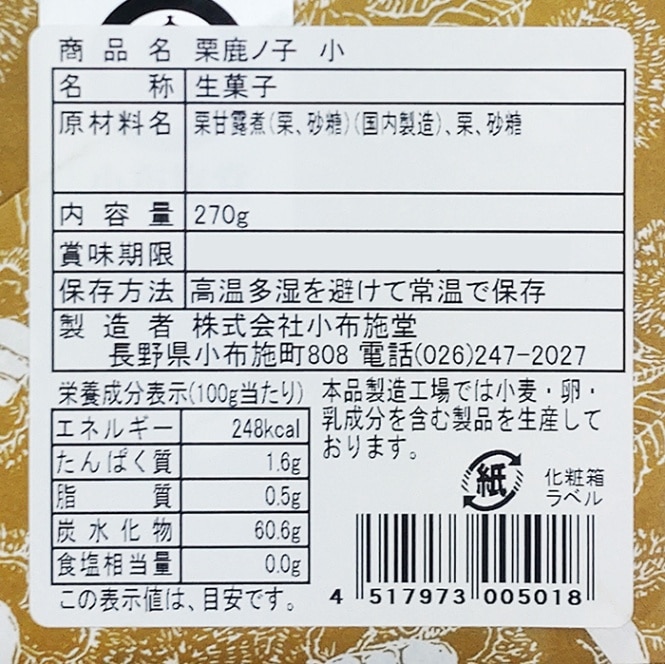 商品名 栗鹿ノ子 小
名称 生菓子
原材料名 栗甘露煮(栗、砂糖)(国内製造)、栗、砂糖
内容量 270g
賞味期限
保存方法 高温多湿を避けて常温で保存
製造者 株式会社小布施堂
長野県小布施町808 電話(026)247-2027
栄養成分表示(100g当たり)
エネルギー 248kcal
たんぱく質 1.6g
脂質 0.5g
炭水化物 60.6g
食塩相当量 0.0g
この表示値は、目安です。
本品製造工場では小麦・卵・
乳成分を含む製品を生産して
おります。
紙 化粧箱
ラベル
4 517973 005018